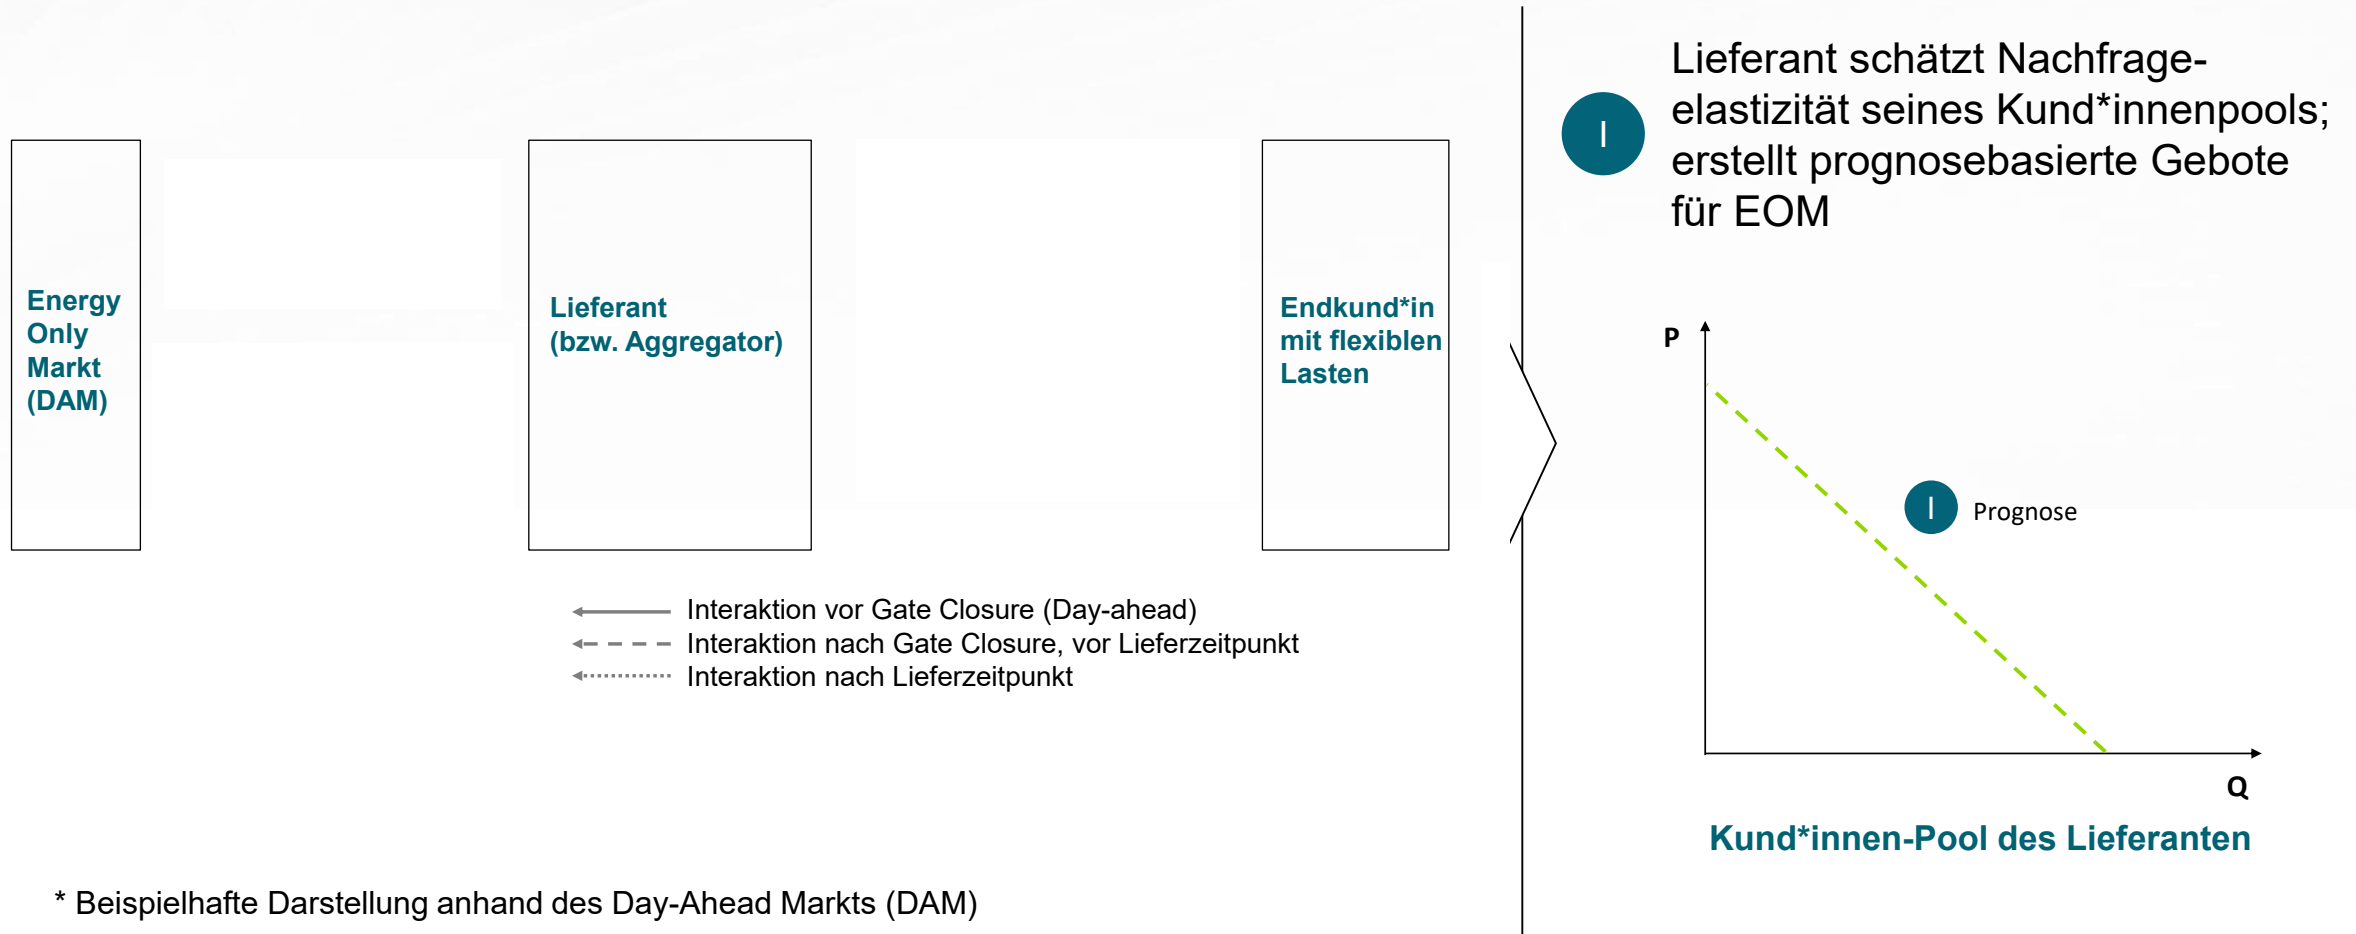 Energy
Only
Markt
(DAM)
Lieferant
(bzw. Aggregator)
Endkund*in
mit flexiblen
Lasten
Interaktion vor Gate Closure (Day-ahead)
Interaktion nach Gate Closure, vor Lieferzeitpunkt
Interaktion nach Lieferzeitpunkt
* Beispielhafte Darstellung anhand des Day-Ahead Markts (DAM)
I
Lieferant schätzt Nachfrage-
elastizität seines Kund*innenpools;
erstellt prognosebasierte Gebote
für EOM
P
I
Prognose
Q
Kund*innen-Pool des Lieferanten